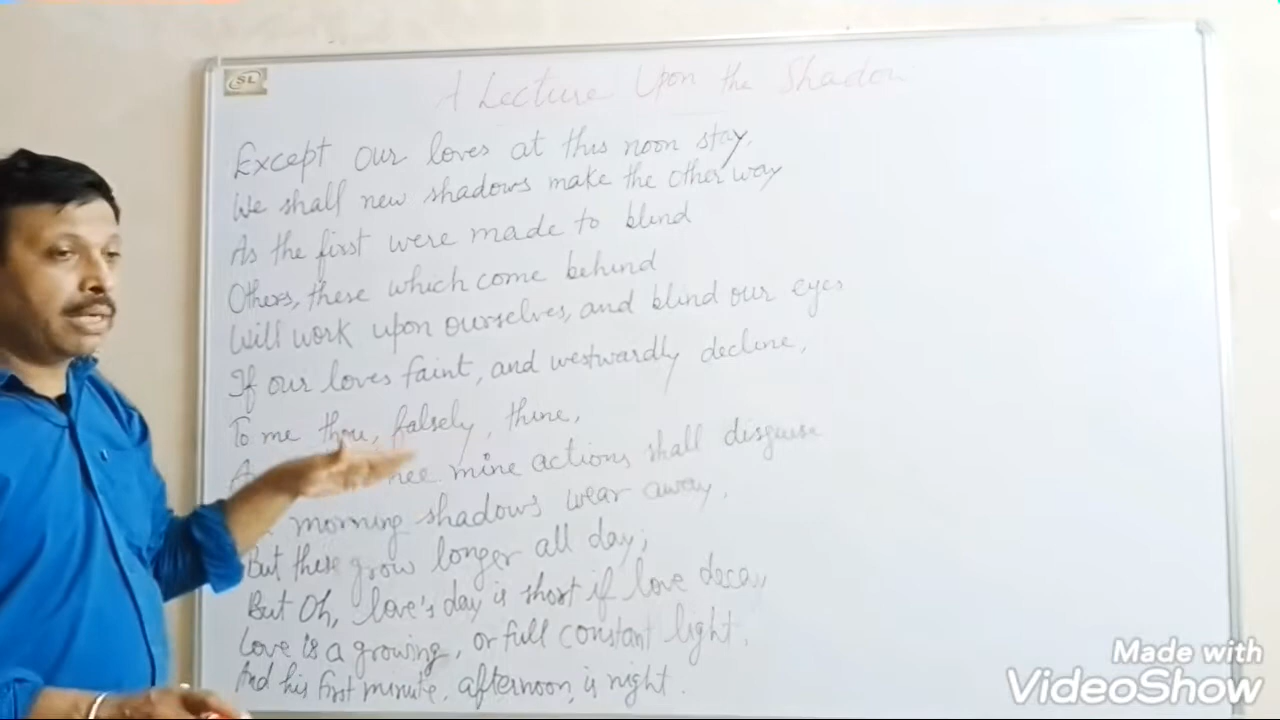 SL
A Lecture Upon the Shadow
Except our loves at this noon stay,
We shall new shadows make the other way
As the first were made to blind
Others, these which come behind
Will work upon ourselves, and blind our eyes
If our loves faint, and westwardly decline,
To me thou, falsely, thine,
mine actions shall disguise
morning shadows wear away,
But these grow longer all day;
But Oh, love's day is short if love decay
Love is a growing, or full constant light.
And his first minute, afternoon, is night.
Made with
VideoShow